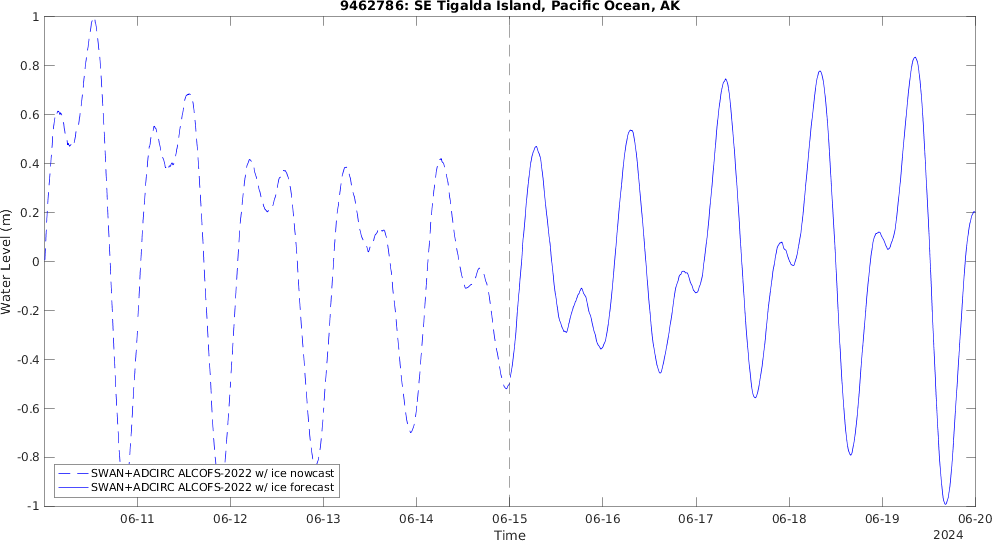 9462786: SE Tigalda Island, Pacific Ocean, AK
1
0.8
0.6
0.4
0.2
0
-0.2
-0.4
-0.6
-0.8
-1
Water Level (m)
SWAN+ADCIRC ALCOFS-2022 w/ ice nowcast
SWAN+ADCIRC ALCOFS-2022 w/ ice forecast
06-11 06-12 06-13 06-14 06-15 06-16 06-17 06-18 06-19 06-20
Time
2024